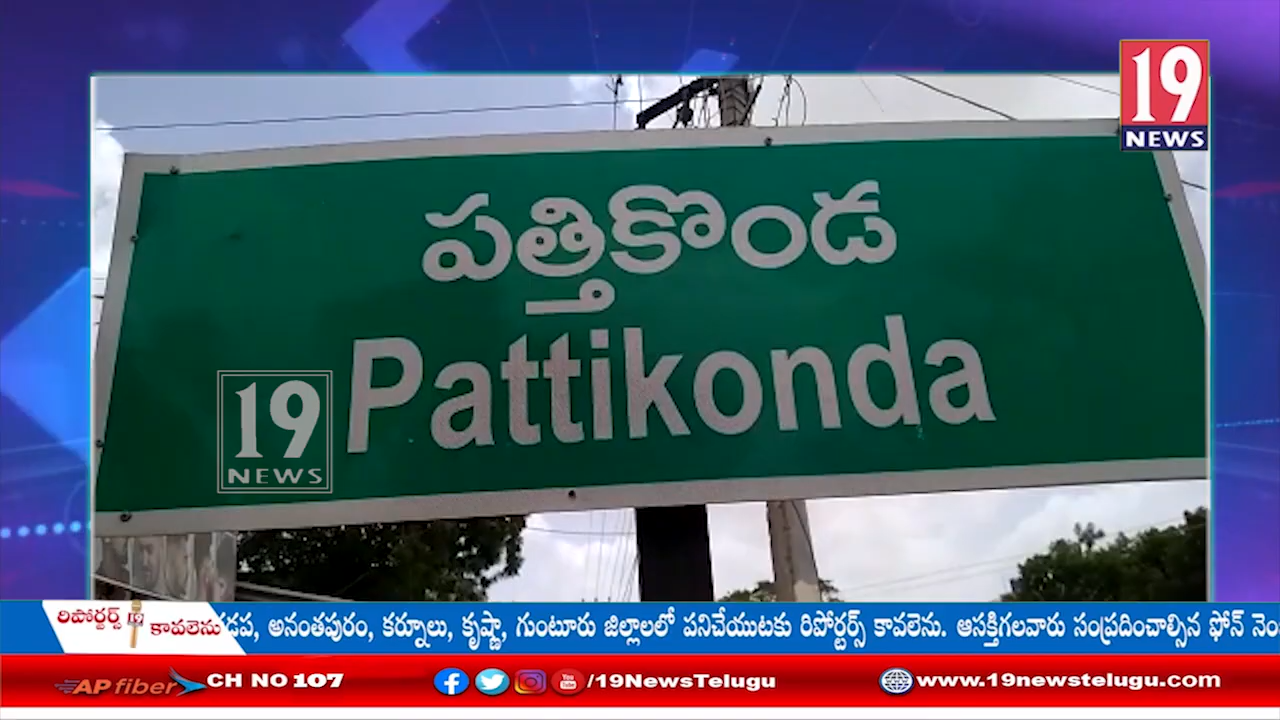 19
NEWS
పత్తికొండ
Pattikonda
19
NEWS
రిపోర్టర్స్
కావలెను
డప, అనంతపురం, కర్నూలు, కృష్ణా, గుంటూరు జిల్లాలలో పనిచేయుటకు రిపోర్టర్స్ కావలెను. ఆసక్తిగలవారు సంప్రదించాల్సిన ఫోన్
AP fiber CH NO 107 /19NewsTelugu www.19newstelugu.com